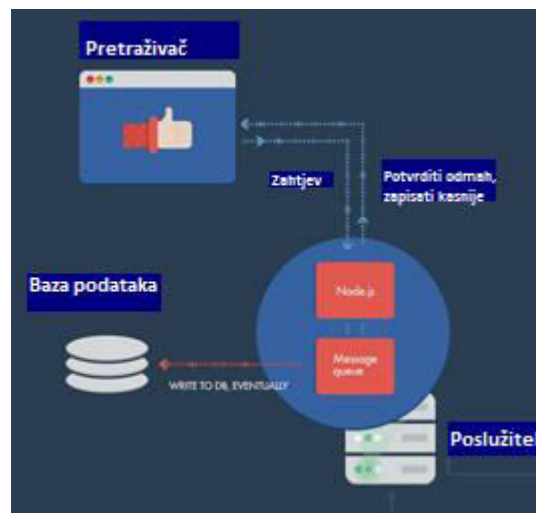 Pretraživač
Zahtjev
Potvrditi odmah,
zapisati kasnije
Node.js
Baza podataka
Message
queue
WRITE TO DB, EVENTUALLY
Poslužitel